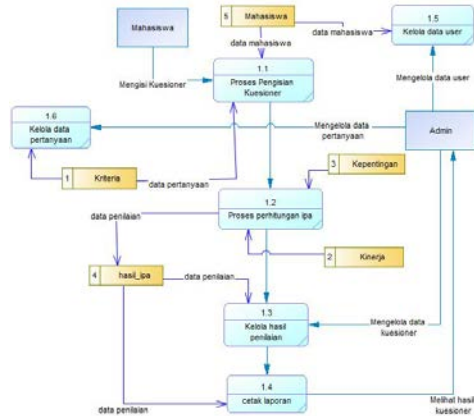 5 Mahasiswa
1.5
Kelola data user
Mahasiswa
data mahasiswa
data mahasiswa
1.1
Proses Pengisian
Kuesioner
Mengisi Kuesioner
Mengelola data user
1.6
Kelola data
pertanyaan
Mengelola data
pertanyaan
Admin
1 Kriteria
data pertanyaan
3 Kepentingan
1.2
Proses perhitungan ipa
data penilaian
2 Kinerja
4 hasil_ipa
data penilaian
1.3
Kelola hasil
penilaian
Mengelola data
kuesioner
1.4
cetak laporan
data penilaian
Melihat hasil
kuesioner